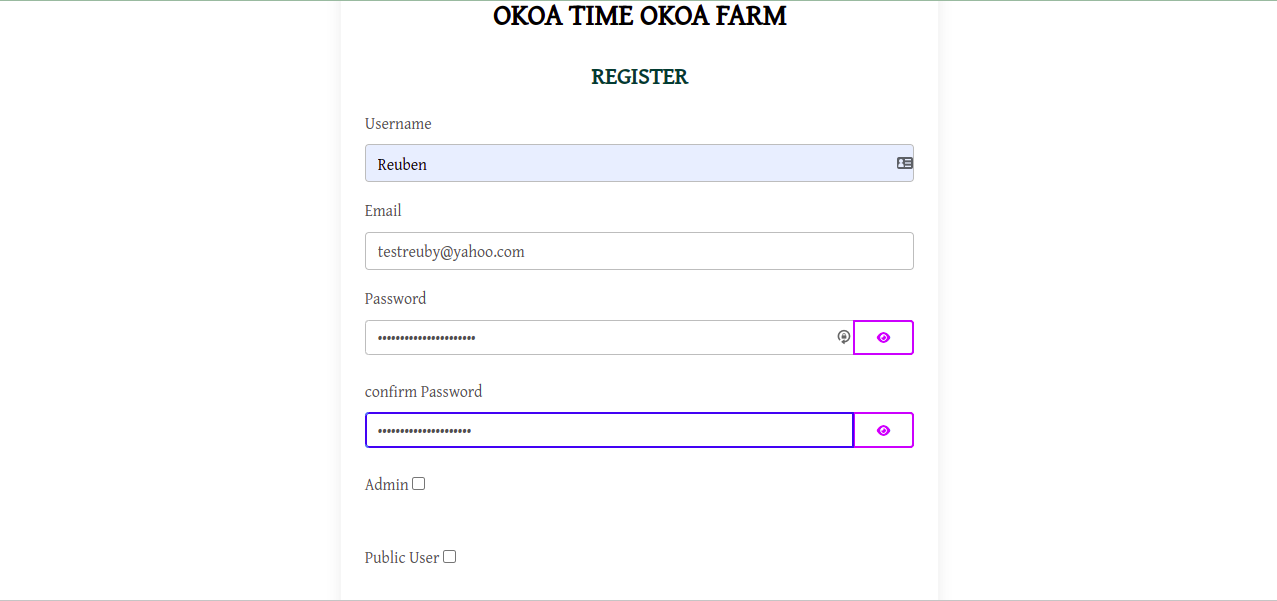 OKOA TIME OKOA FARM
REGISTER
Username
Reuben
Email
testreuby@yahoo.com
Password
••••••••••••••••••••••
confirm Password
•••••••••••••••••••••
Admin
Public User